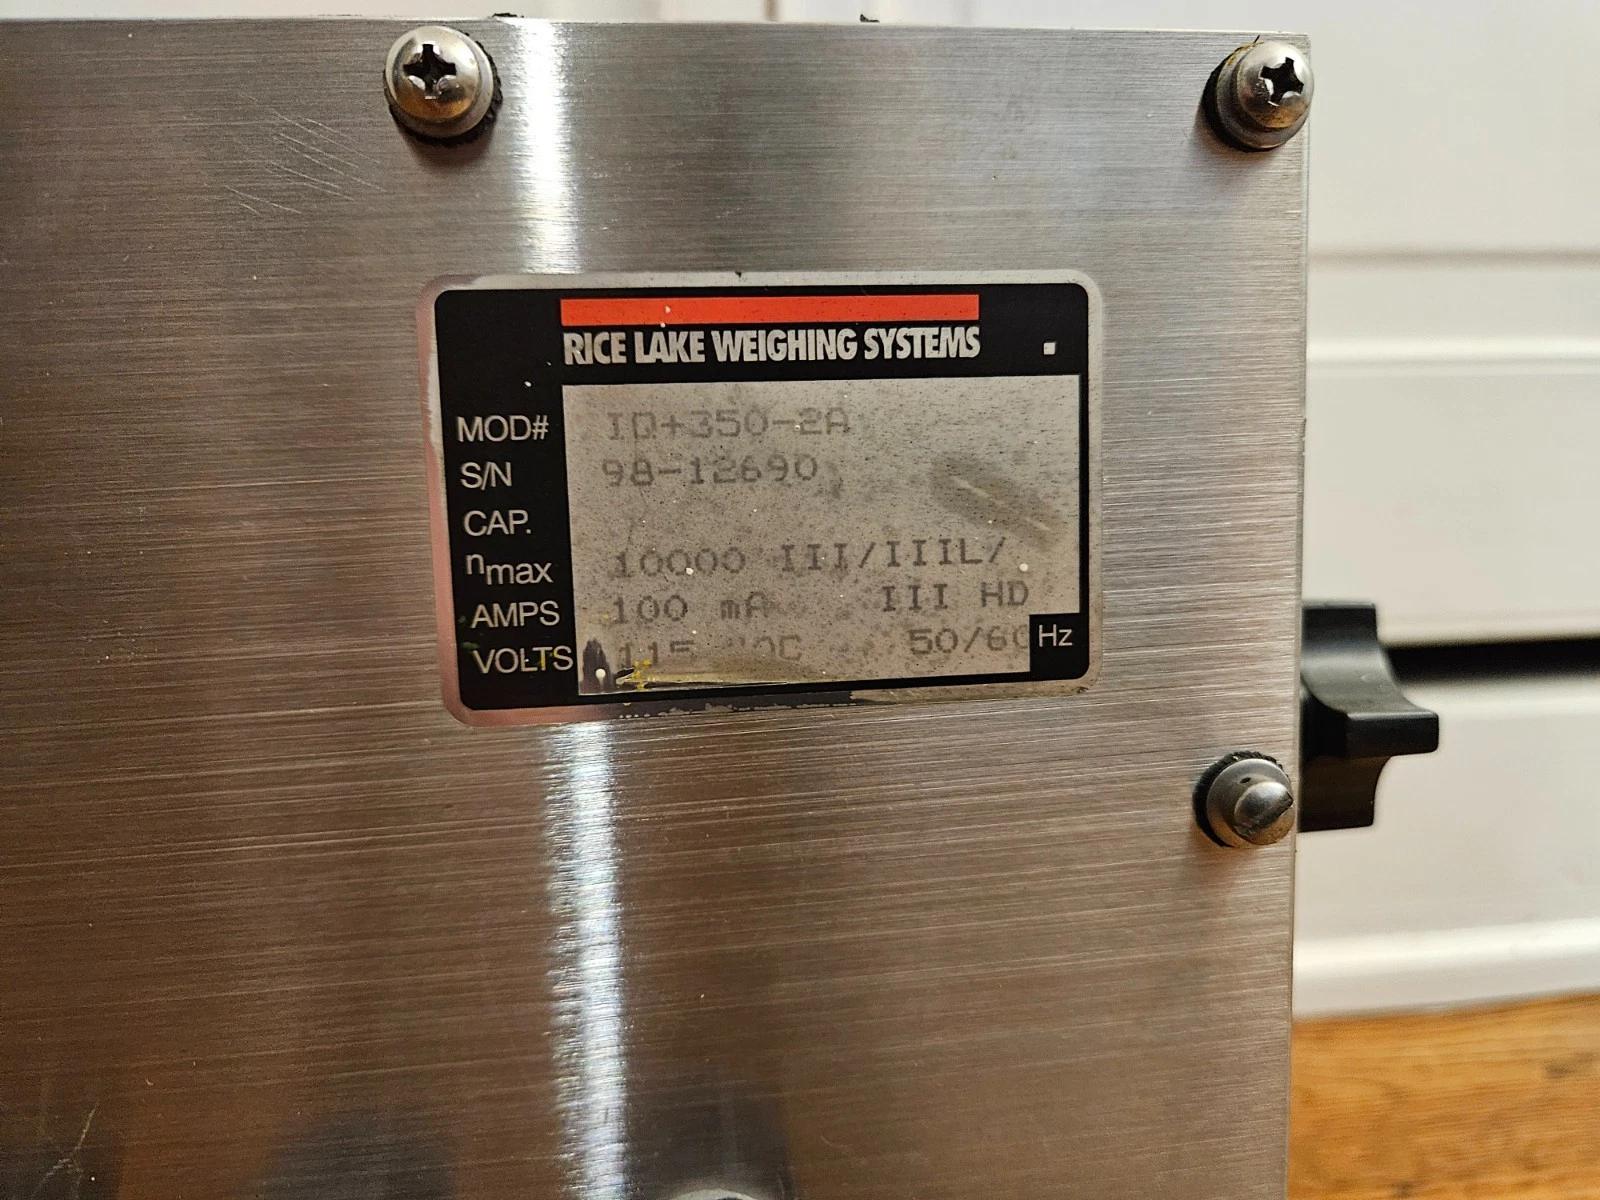 RICE LAKE WEIGHING SYSTEMS
MOD# IQ+350-2A
S/N 98-12690
CAP.
nmax 10000 III/IIIL/
AMPS 100 mA III HD
VOLTS 115 50/60 Hz